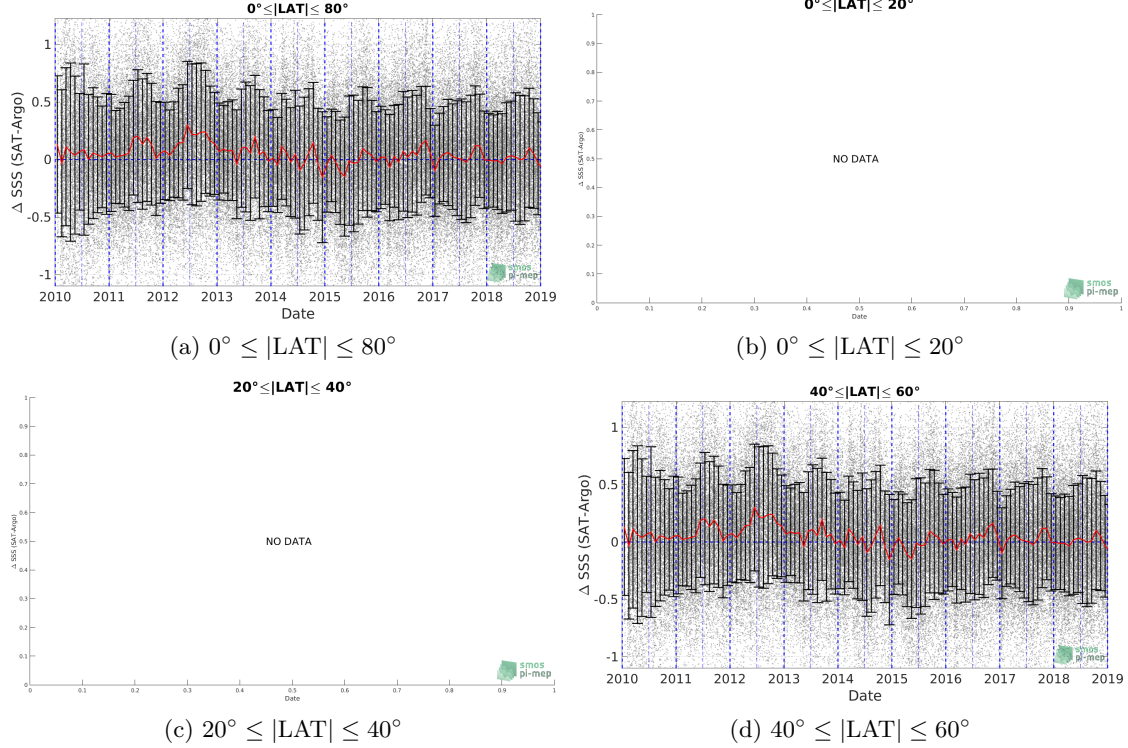 0°≤|LAT|≤ 80°
1
0.5
0
-0.5
-1
Δ SSS (SAT-Argo)
2010 2011 2012 2013 2014 2015 2016 2017 2018 2019
Date
smos
pi-mep
(a) 0° ≤ |LAT| ≤ 80°
0°≤|LAT|≤ 20°
1
0.9
0.8
0.7
0.6
0.5
0.4
0.3
0.2
0.1
0
Δ SSS (SAT-Argo)
NO DATA
0 0.1 0.2 0.3 0.4 0.5 0.6 0.7 0.8 0.9 1
Date
smos
pi-mep
(b) 0° ≤ |LAT| ≤ 20°
20°≤|LAT|≤ 40°
1
0.9
0.8
0.7
0.6
0.5
0.4
0.3
0.2
0.1
0
Δ SSS (SAT-Argo)
NO DATA
0 0.1 0.2 0.3 0.4 0.5 0.6 0.7 0.8 0.9 1
Date
smos
pi-mep
(c) 20° ≤ |LAT| ≤ 40°
40°≤|LAT|≤ 60°
1
0.5
0
-0.5
-1
Δ SSS (SAT-Argo)
2010 2011 2012 2013 2014 2015 2016 2017 2018 2019
Date
smos
pi-mep
(d) 40° ≤ |LAT| ≤ 60°